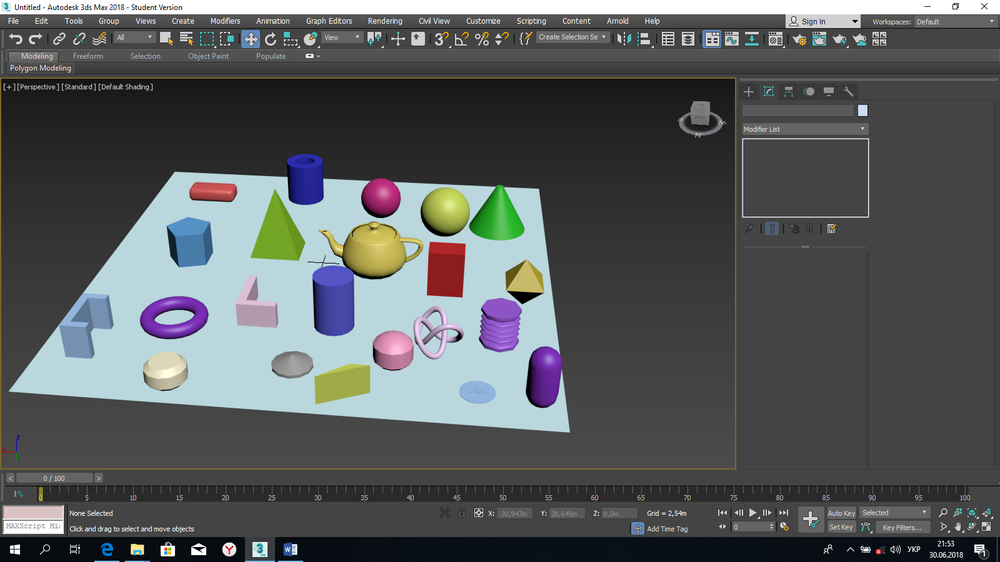 Untitled - Autodesk 3ds Max 2018 - Student Version
File Edit Tools Group Views Create Modifiers Animation Graph Editors Rendering Civil View Customize Scripting Content Arnold Help
Sign In Workspaces: Default
All View Create Selection Se
Modeling Freeform Selection Object Paint Populate
Polygon Modeling
[+] [Perspective] [Standard] [Default Shading]
BACK
N
Modifier List
z
x
y
< 0 / 100 >
0 5 10 15 20 25 30 35 40 45 50 55 60 65 70 75 80 85 90 95 100
None Selected X: -30,947m Y: 28,645m Z: 0,0m Grid = 2,54m Auto Key Selected
MAXScript Mi Click and drag to select and move objects Add Time Tag 0 Set Key Key Filters...
УКР
21:53
30.06.2018
1